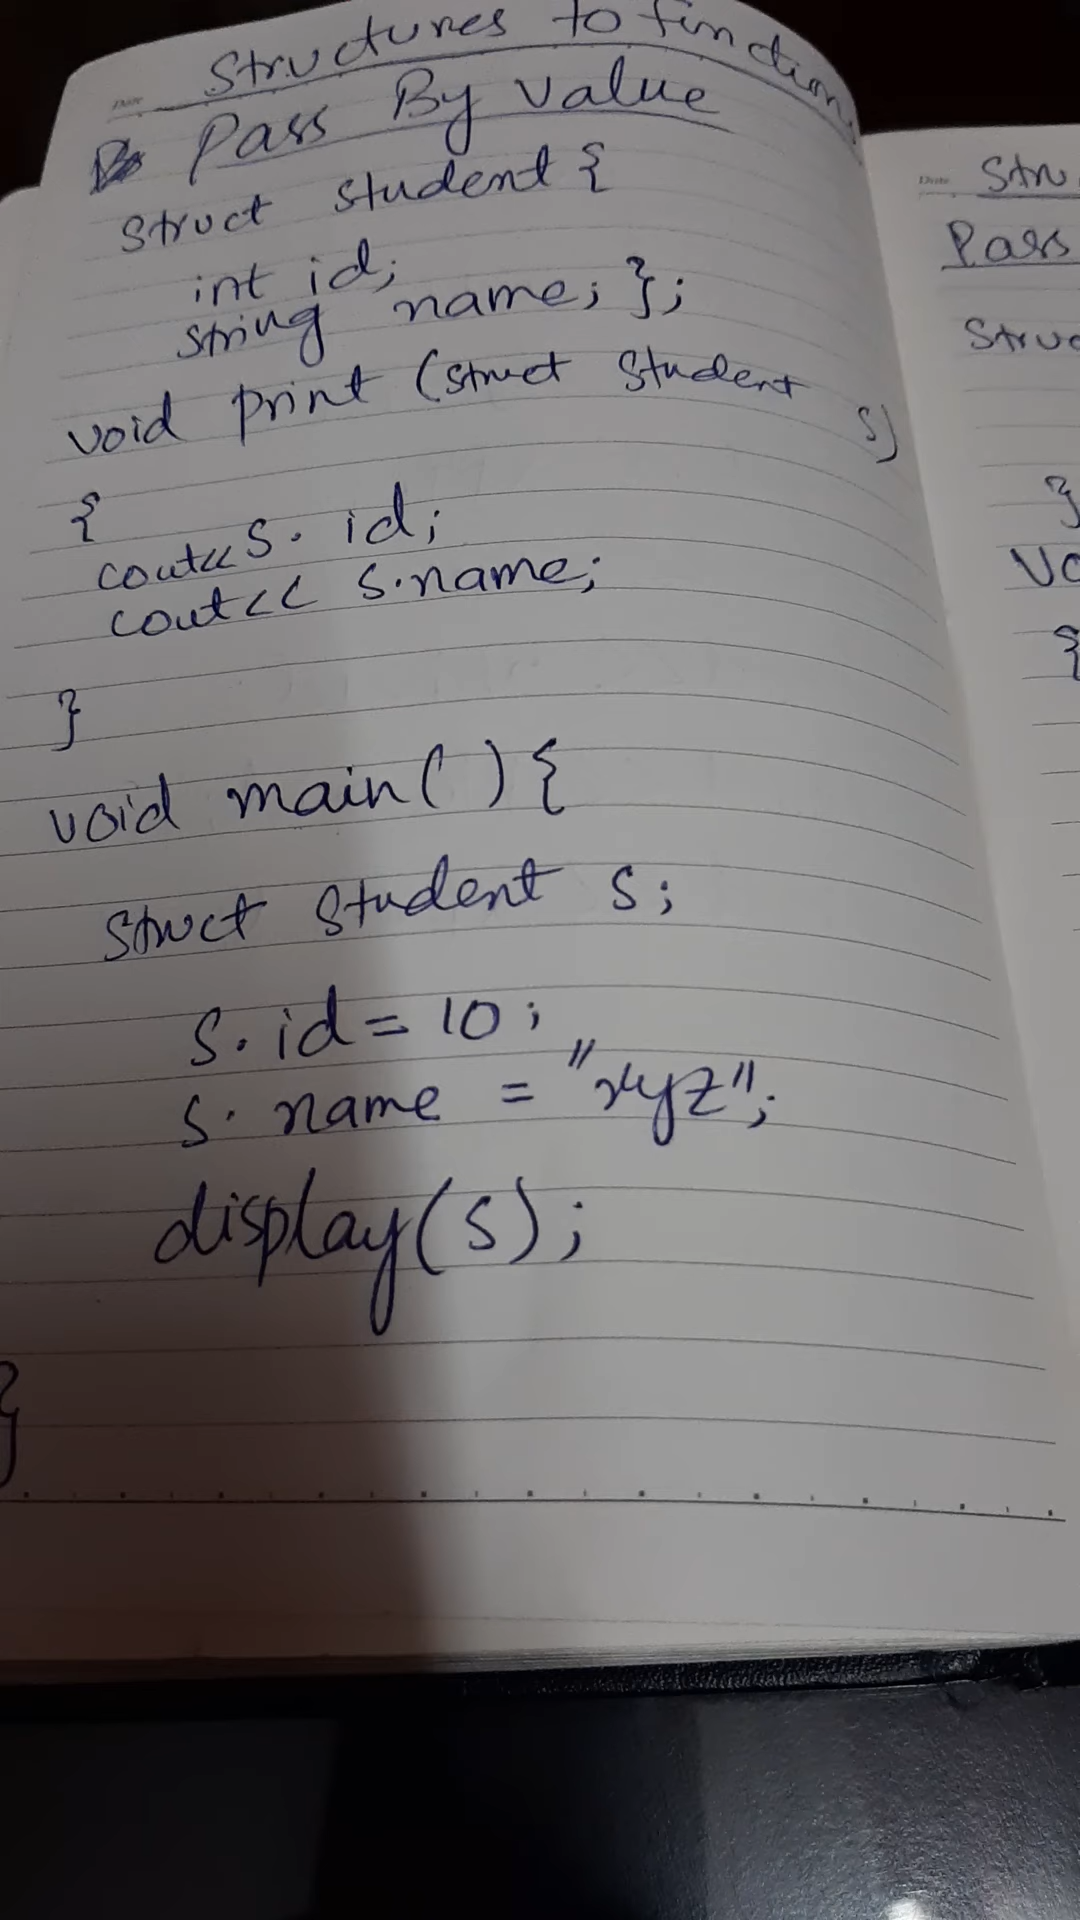 Structures to function
Pass By value
Struct student {
int id;
string name; };
void print (struct student s)
{
cout<< s. id;
cout<< s.name;
}
void main() {
struct student s;
s. id = 10;
s. name = "xyz";
display(s);
}
Date
Stru
Pass
Struc
}
Vo
{